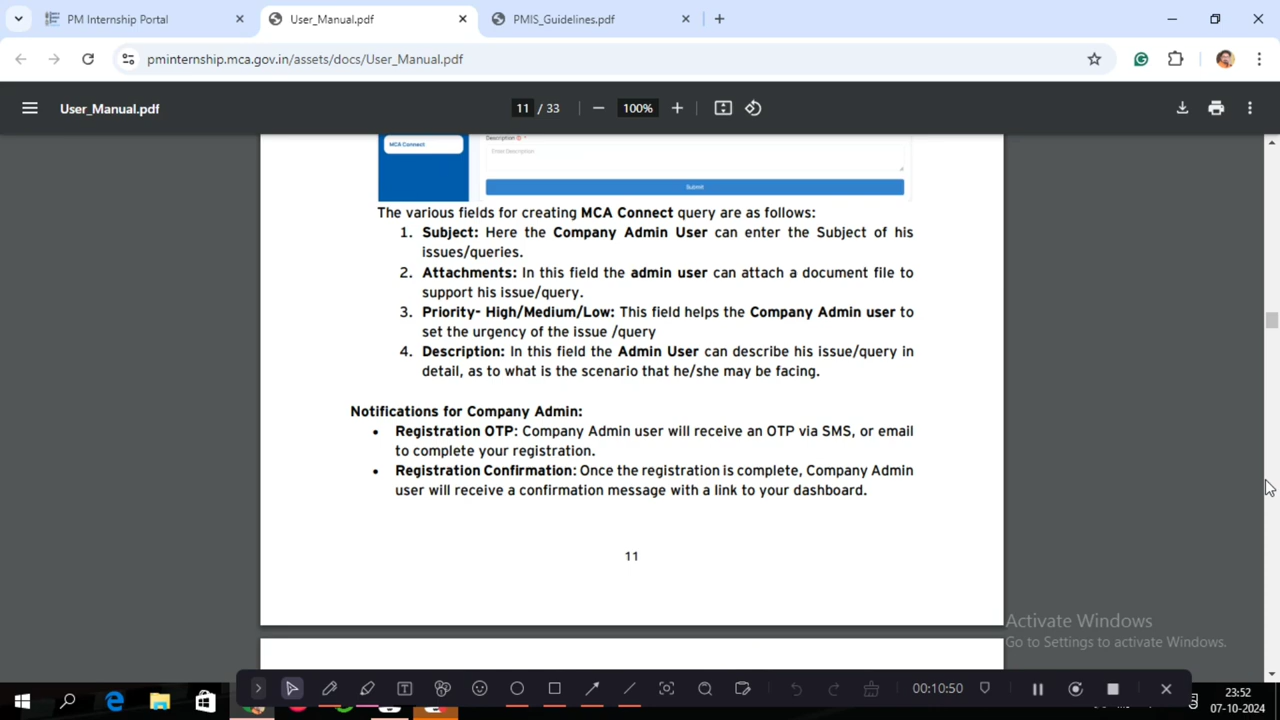 PM Internship Portal
User_Manual.pdf
PMIS_Guidelines.pdf
pminternship.mca.gov.in/assets/docs/User_Manual.pdf
User_Manual.pdf
11 / 33
100%
MCA Connect
Description
Enter Description
Submit
The various fields for creating MCA Connect query are as follows:
1. Subject: Here the Company Admin User can enter the Subject of his
issues/queries.
2. Attachments: In this field the admin user can attach a document file to
support his issue/query.
3. Priority- High/Medium/Low: This field helps the Company Admin user to
set the urgency of the issue /query
4. Description: In this field the Admin User can describe his issue/query in
detail, as to what is the scenario that he/she may be facing.
Notifications for Company Admin:
• Registration OTP: Company Admin user will receive an OTP via SMS, or email
to complete your registration.
• Registration Confirmation: Once the registration is complete, Company Admin
user will receive a confirmation message with a link to your dashboard.
11
Activate Windows
Go to Settings to activate Windows.
00:10:50
23:52
07-10-2024